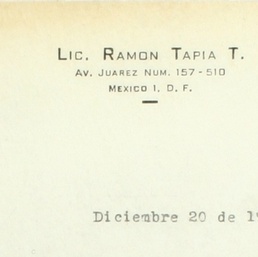 LIC. RAMON TAPIA T.
AV. JUAREZ NUM. 157-510
MEXICO 1, D. F.
Diciembre 20 de